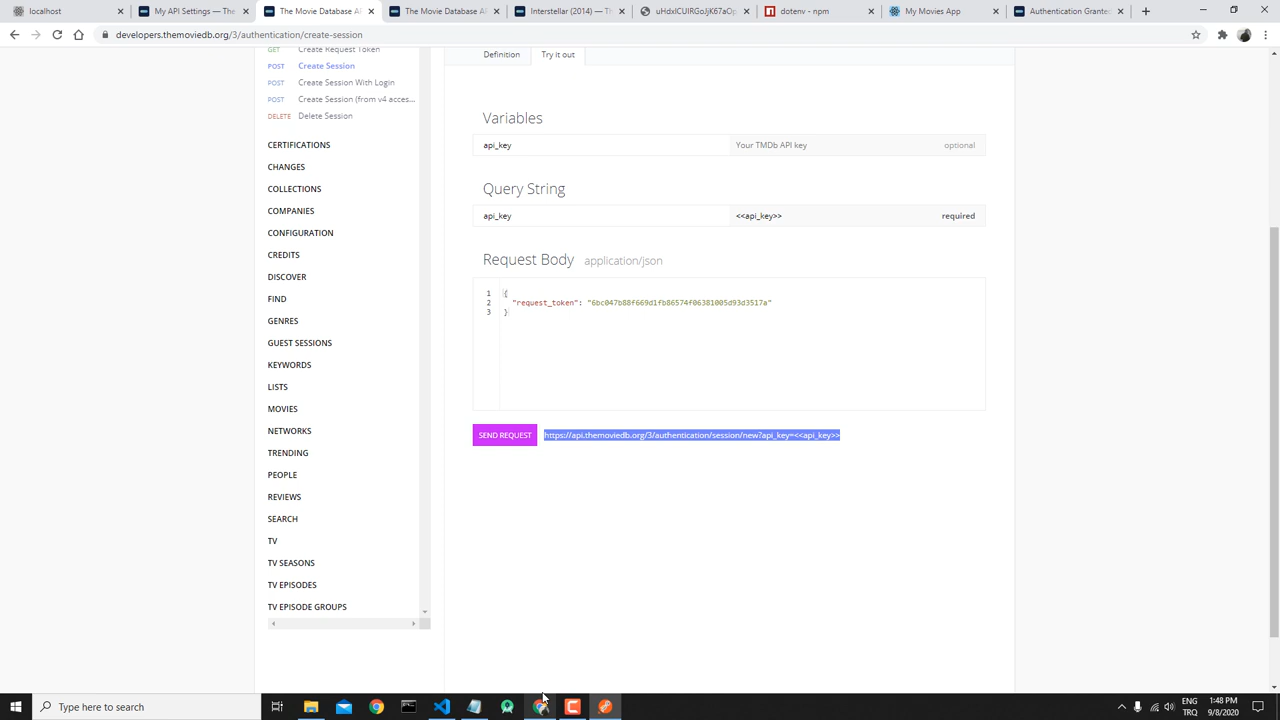 localhost
My API Settings — The
The Movie Database AP
The Movie Database AP
Interstellar (2014) — Th
dotenv - npm
My Movies App
Authentication Granted
developers.themoviedb.org/3/authentication/create-session
GET Create Request Token
POST Create Session
POST Create Session With Login
POST Create Session (from v4 acces...
DELETE Delete Session
CERTIFICATIONS
CHANGES
COLLECTIONS
COMPANIES
CONFIGURATION
CREDITS
DISCOVER
FIND
GENRES
GUEST SESSIONS
KEYWORDS
LISTS
MOVIES
NETWORKS
TRENDING
PEOPLE
REVIEWS
SEARCH
TV
TV SEASONS
TV EPISODES
TV EPISODE GROUPS
Definition Try it out
Variables
api_key Your TMDb API key optional
Query String
api_key <<api_key>> required
Request Body application/json
1 {
2 "request_token": "6bc047b88f669d1fb86574f06381005d93d3517a"
3 }
SEND REQUEST https://api.themoviedb.org/3/authentication/session/new?api_key=<<api_key>>
Type here to search
ENG
TR
1:48 PM
9/8/2020